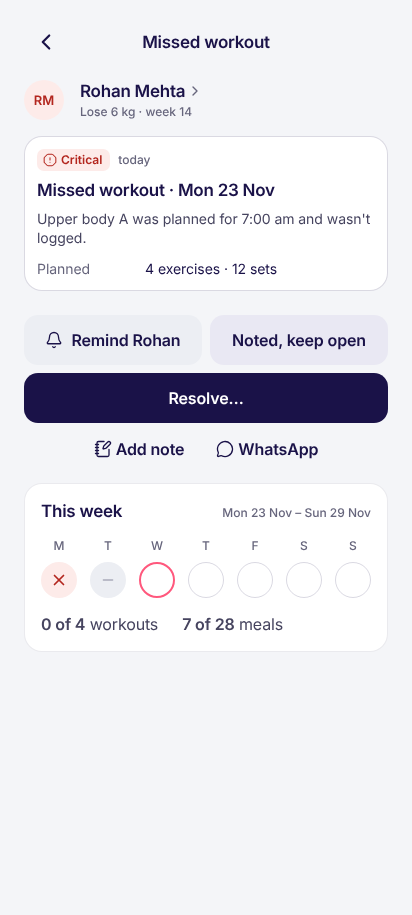 Missed workout
RM
Rohan Mehta
Lose 6 kg · week 14
Critical today
Missed workout · Mon 23 Nov
Upper body A was planned for 7:00 am and wasn't
logged.
Planned 4 exercises · 12 sets
Remind Rohan
Noted, keep open
Resolve...
Add note
WhatsApp
This week Mon 23 Nov – Sun 29 Nov
M T W T F S S
0 of 4 workouts 7 of 28 meals